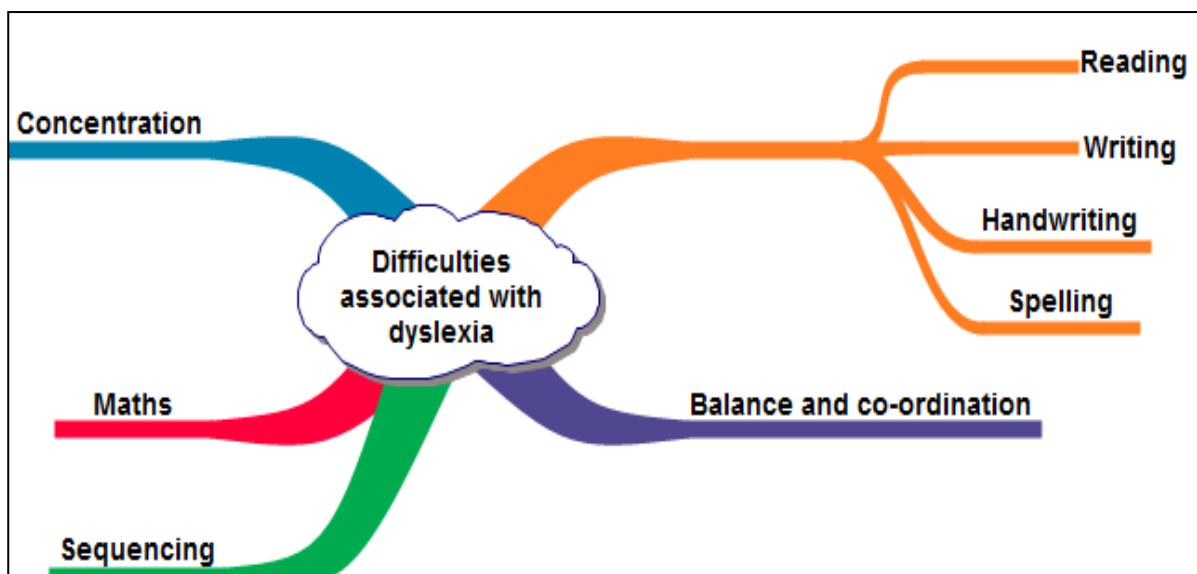 Reading
Concentration
Writing
Handwriting
Difficulties
associated with
dyslexia
Spelling
Maths
Balance and co-ordination
Sequencing